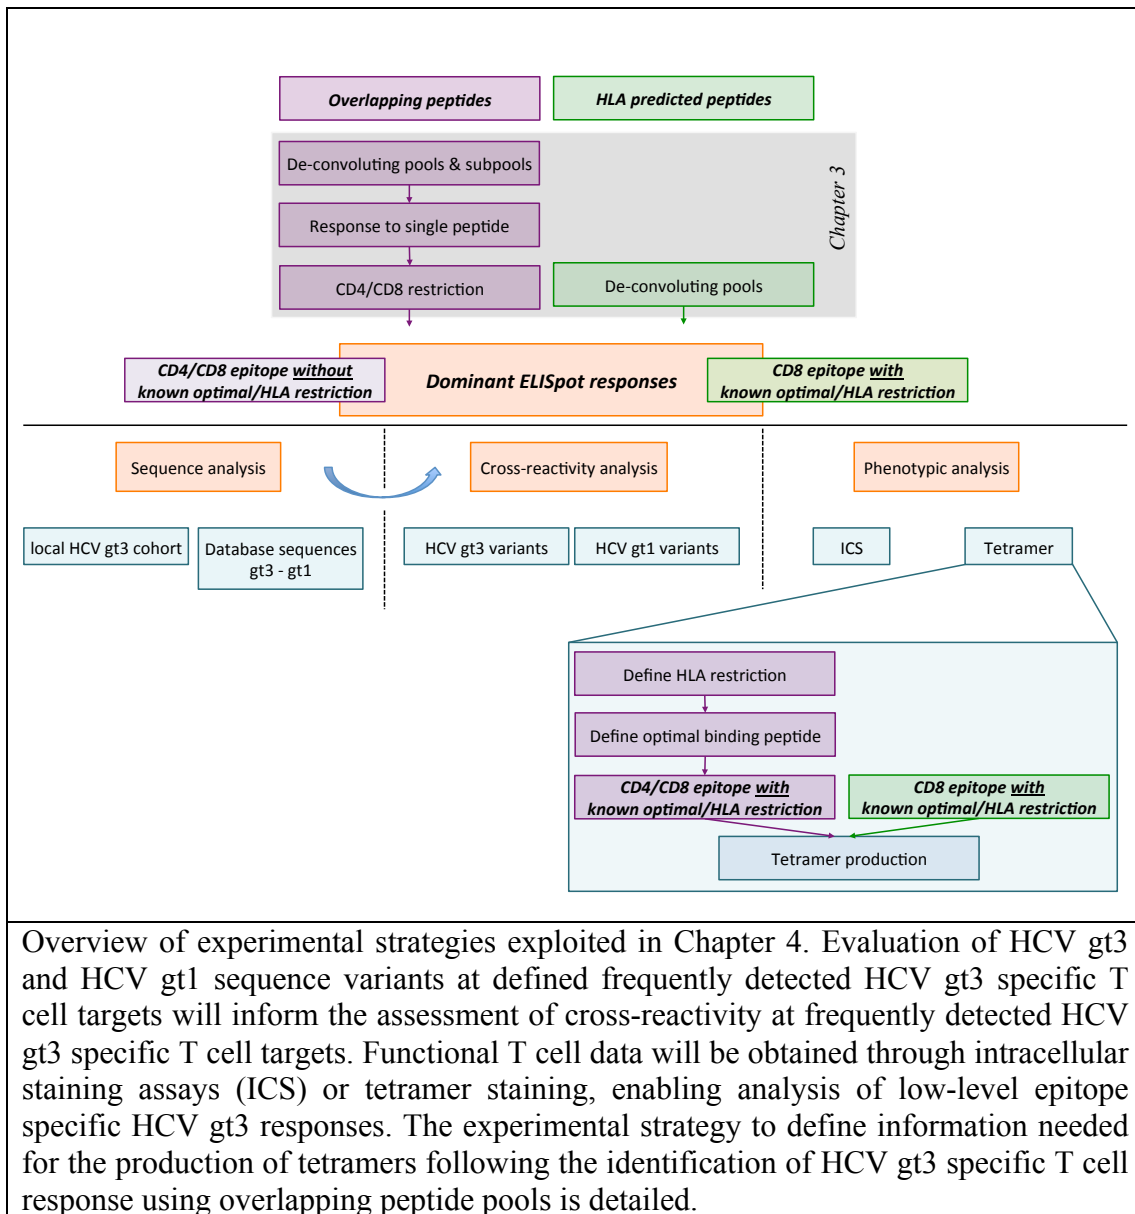 Overlapping peptides
HLA predicted peptides
De-convoluting pools & subpools
Response to single peptide
CD4/CD8 restriction
De-convoluting pools
Chapter 3
CD4/CD8 epitope without
known optimal/HLA restriction
Dominant ELISpot responses
CD8 epitope with
known optimal/HLA restriction
Sequence analysis
Cross-reactivity analysis
Phenotypic analysis
local HCV gt3 cohort
Database sequences
gt3 - gt1
HCV gt3 variants
HCV gt1 variants
ICS
Tetramer
Define HLA restriction
Define optimal binding peptide
CD4/CD8 epitope with
known optimal/HLA restriction
CD8 epitope with
known optimal/HLA restriction
Tetramer production
Overview of experimental strategies exploited in Chapter 4. Evaluation of HCV gt3
and HCV gt1 sequence variants at defined frequently detected HCV gt3 specific T
cell targets will inform the assessment of cross-reactivity at frequently detected HCV
gt3 specific T cell targets. Functional T cell data will be obtained through intracellular
staining assays (ICS) or tetramer staining, enabling analysis of low-level epitope
specific HCV gt3 responses. The experimental strategy to define information needed
for the production of tetramers following the identification of HCV gt3 specific T cell
response using overlapping peptide pools is detailed.